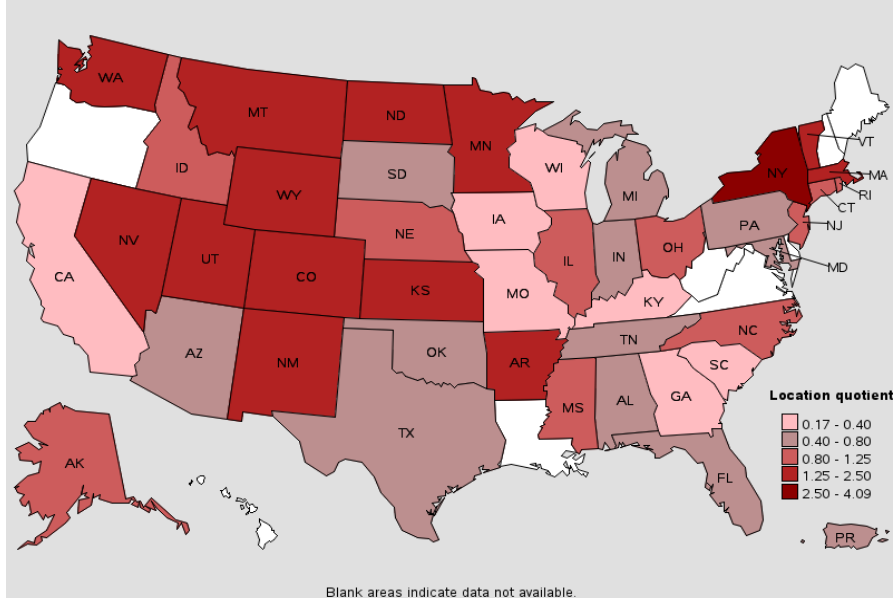 WA
MT
ND
MN
VT
ID
WI
NY
MA
SD
MI
RI
WY
CT
IA
NJ
NE
PA
NV
IL
IN
OH
UT
CO
MD
CA
KS
MO
KY
NC
TN
AZ
OK
NM
AR
SC
MS
AL
GA
TX
Location quotient
0.17 - 0.40
0.40 - 0.80
0.80 - 1.25
1.25 - 2.50
2.50 - 4.09
AK
FL
PR
Blank areas indicate data not available.